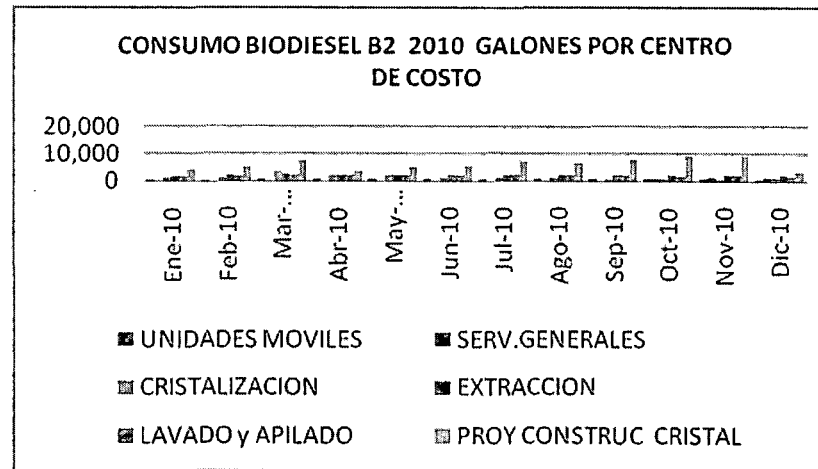 CONSUMO BIODIESEL B2 2010 GALONES POR CENTRO
DE COSTO
20,000
10,000
0
Ene-10
Feb-10
Mar-...
Abr-10
May-...
Jun-10
Jul-10
Ago-10
Sep-10
Oct-10
Nov-10
Dic-10
UNIDADES MOVILES
SERV.GENERALES
CRISTALIZACION
EXTRACCION
LAVADO y APILADO
PROY CONSTRUC CRISTAL